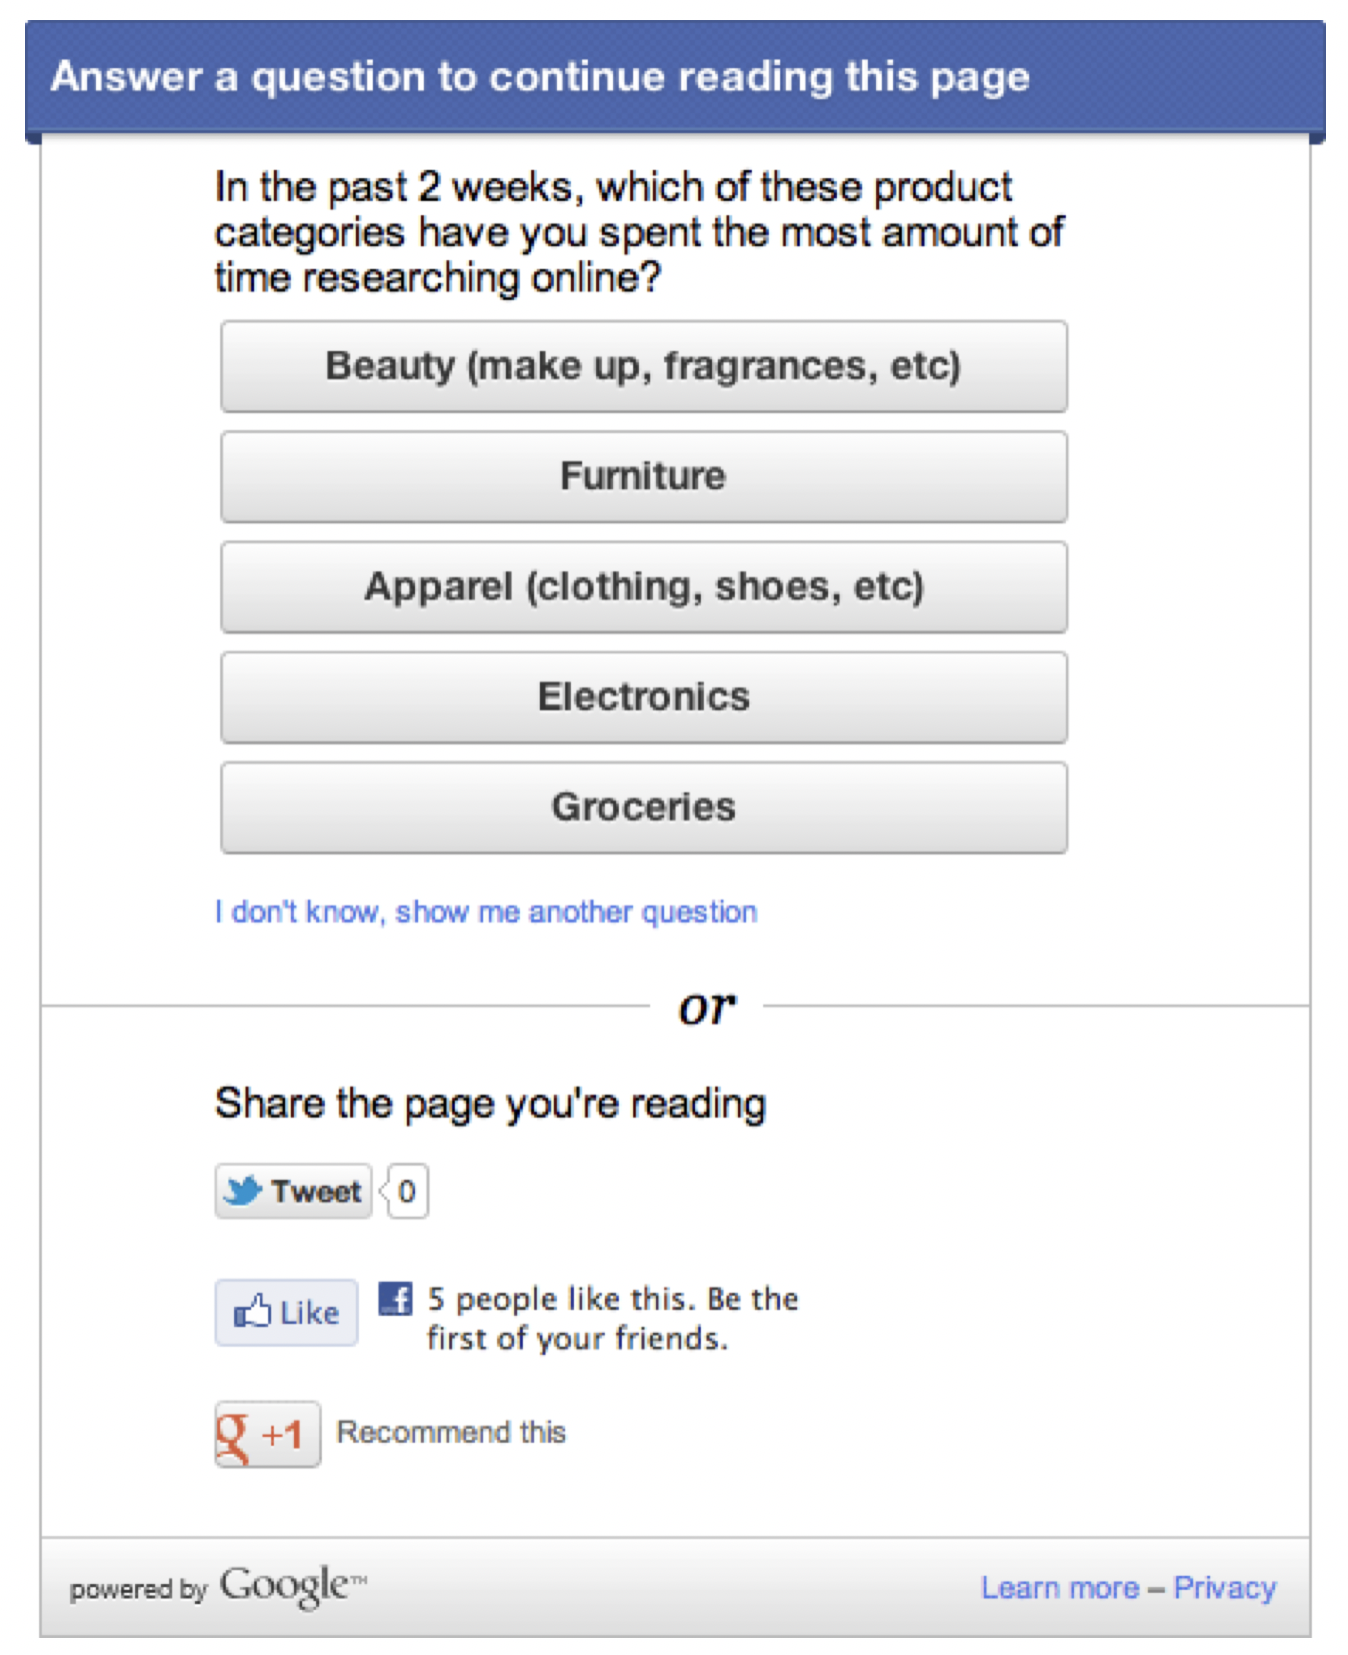 Answer a question to continue reading this page
In the past 2 weeks, which of these product
categories have you spent the most amount of
time researching online?
Beauty (make up, fragrances, etc)
Furniture
Apparel (clothing, shoes, etc)
Electronics
Groceries
I don't know, show me another question
or
Share the page you're reading
Tweet 0
Like f 5 people like this. Be the
first of your friends.
g +1 Recommend this
powered by Google™ Learn more – Privacy